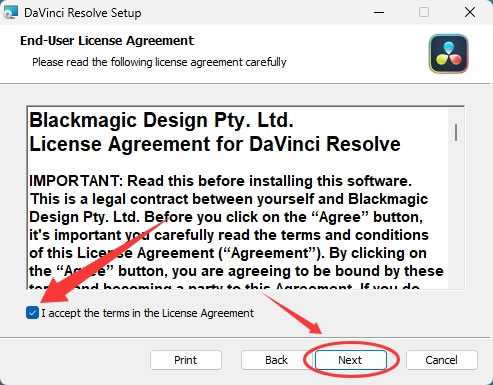 DaVinci Resolve Setup
End-User License Agreement
Please read the following license agreement carefully
Blackmagic Design Pty. Ltd.
License Agreement for DaVinci Resolve
IMPORTANT: Read this before installing this software.
This is a legal contract between yourself and Blackmagic
Design Pty. Ltd. Before you click on the “Agree” button,
it's important you carefully read the terms and conditions
of this License Agreement (“Agreement”). By clicking on
the “Agree” button, you are agreeing to be bound by these
and becoming a party to this Agreement. If you do
I accept the terms in the License Agreement
Print Back Next Cancel